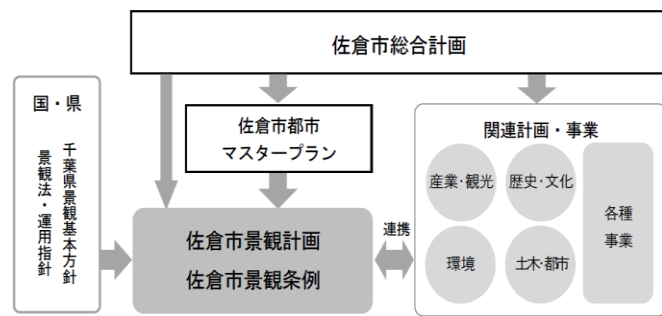 佐倉市総合計画
国・県
千葉県景観基本方針
景観法・運用指針
佐倉市都市
マスタープラン
佐倉市景観計画
佐倉市景観条例
連携
関連計画・事業
産業・観光
歴史・文化
環境
土木・都市
各種
事業